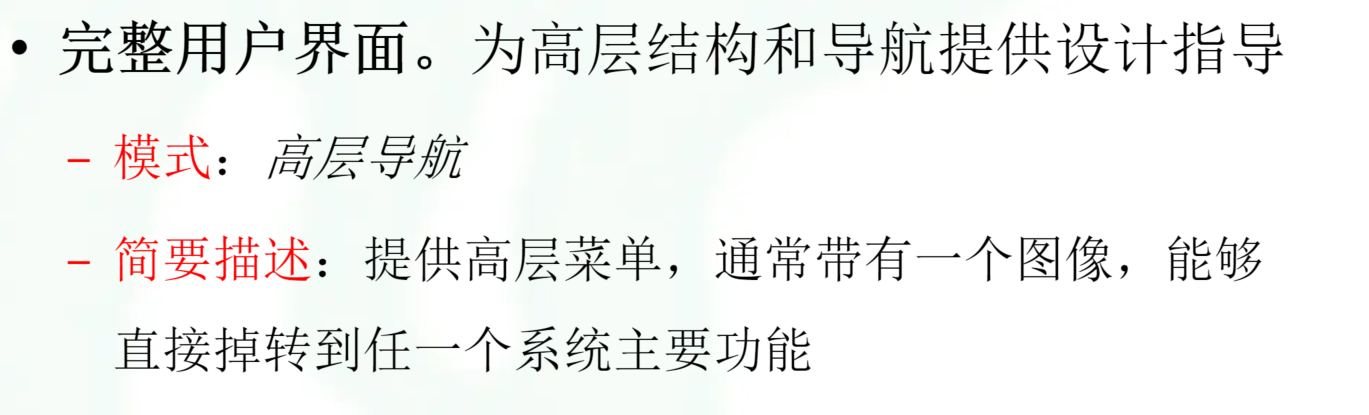 • 完整用户界面。为高层结构和导航提供设计指导
– 模式：高层导航
– 简要描述：提供高层菜单，通常带有一个图像，能够
直接掉转到任一个系统主要功能